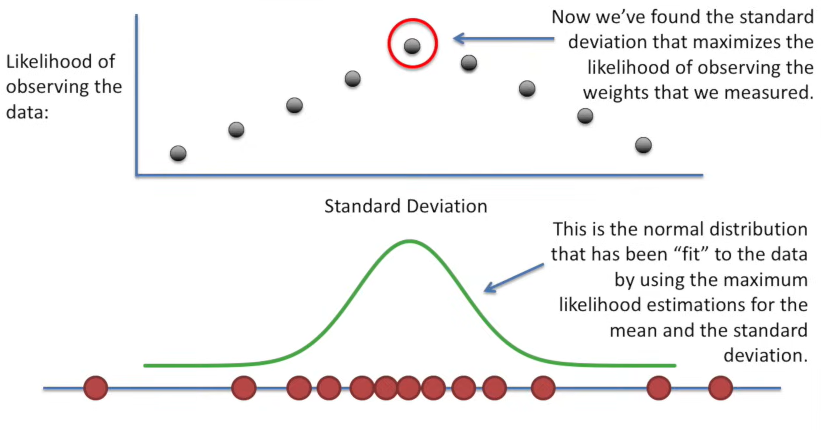 Now we've found the standard
deviation that maximizes the
likelihood of observing the
weights that we measured.
Likelihood of
observing the
data:
Standard Deviation
This is the normal distribution
that has been “fit” to the data
by using the maximum
likelihood estimations for the
mean and the standard
deviation.